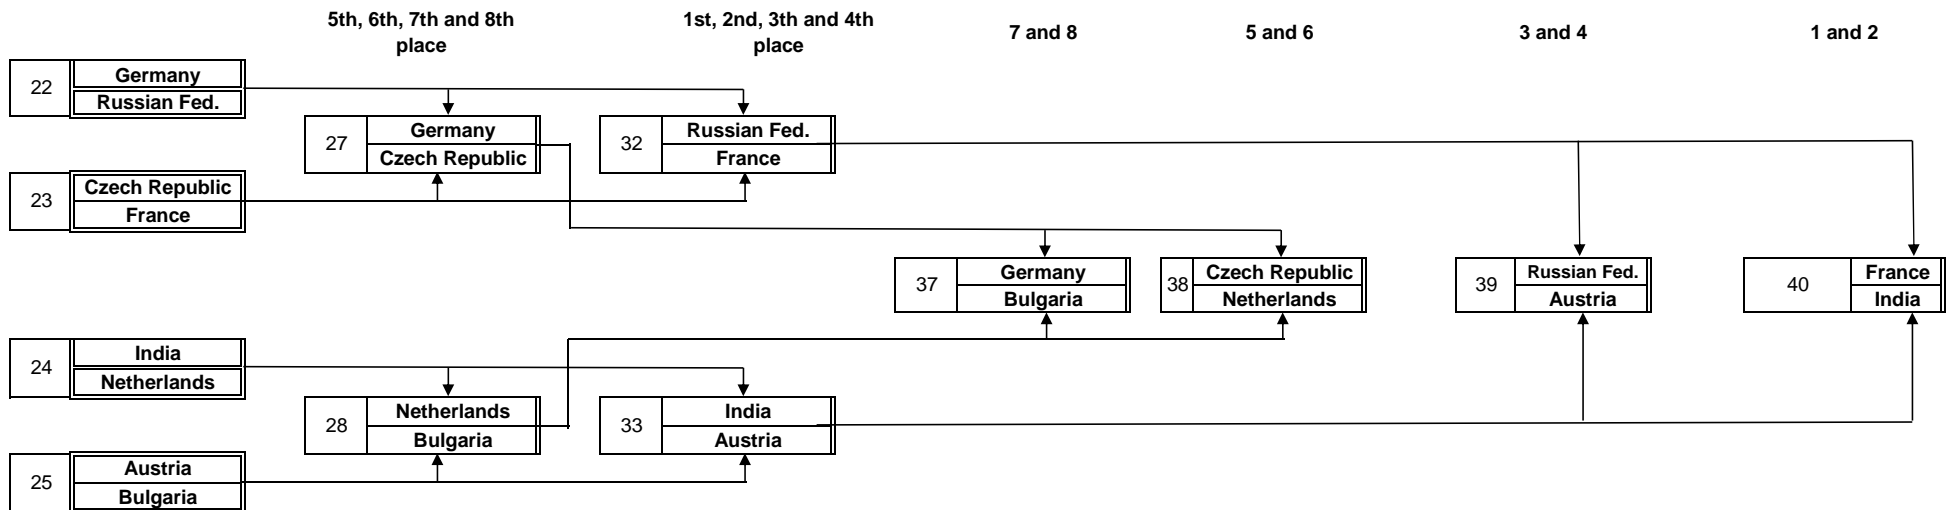 5th, 6th, 7th and 8th
place
1st, 2nd, 3th and 4th
place
7 and 8
5 and 6
3 and 4
1 and 2
22
Germany
Russian Fed.
27
Germany
Czech Republic
32
Russian Fed.
France
23
Czech Republic
France
37
Germany
Bulgaria
38
Czech Republic
Netherlands
39
Russian Fed.
Austria
40
France
India
24
India
Netherlands
28
Netherlands
Bulgaria
33
India
Austria
25
Austria
Bulgaria